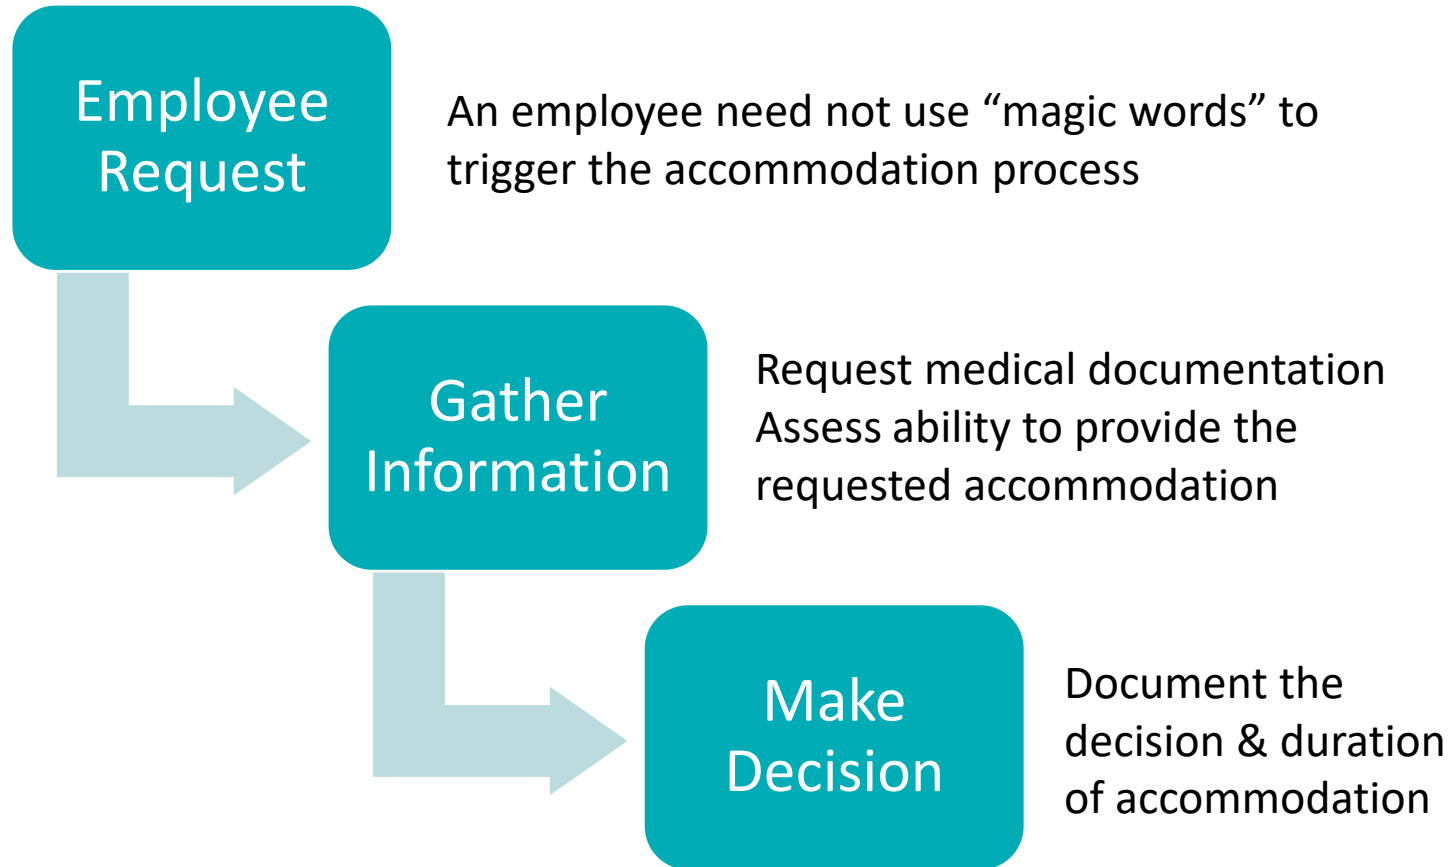 Employee
Request
An employee need not use “magic words” to
trigger the accommodation process
Gather
Information
Request medical documentation
Assess ability to provide the
requested accommodation
Make
Decision
Document the
decision & duration
of accommodation